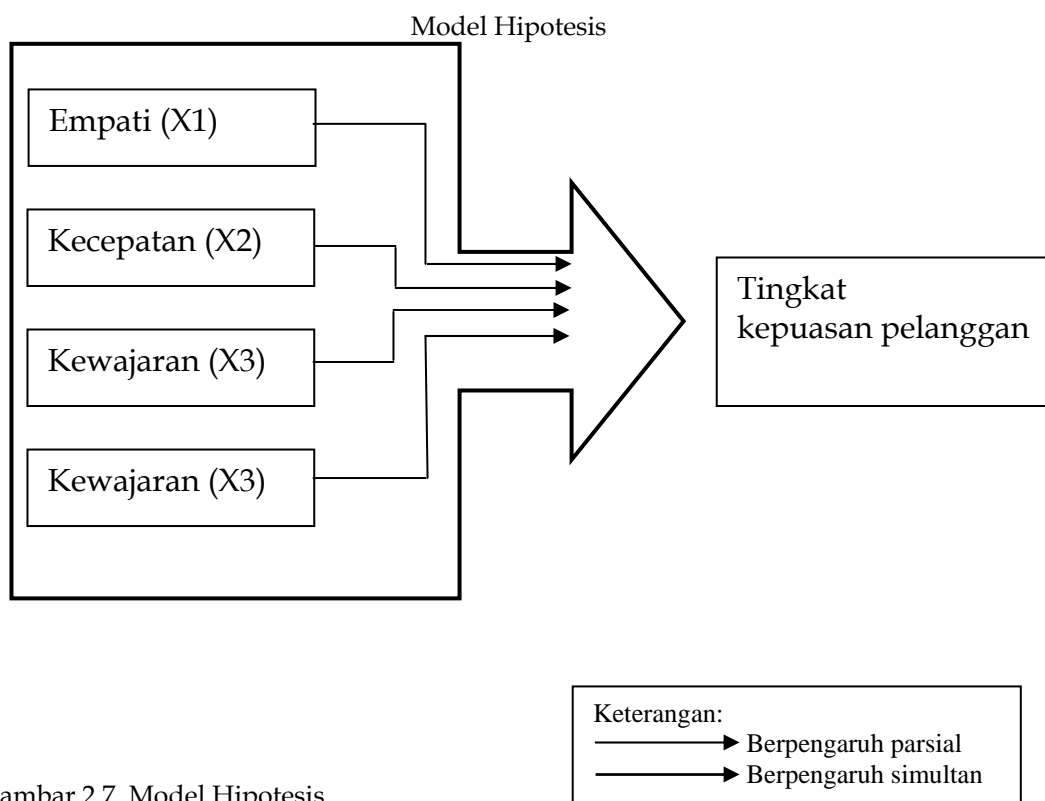 Model Hipotesis
Empati (X1)
Kecepatan (X2)
Kewajaran (X3)
Kewajaran (X3)
Tingkat
kepuasan pelanggan
Keterangan:
Berpengaruh parsial
Berpengaruh simultan
ambar 2.7. Model Hipotesis